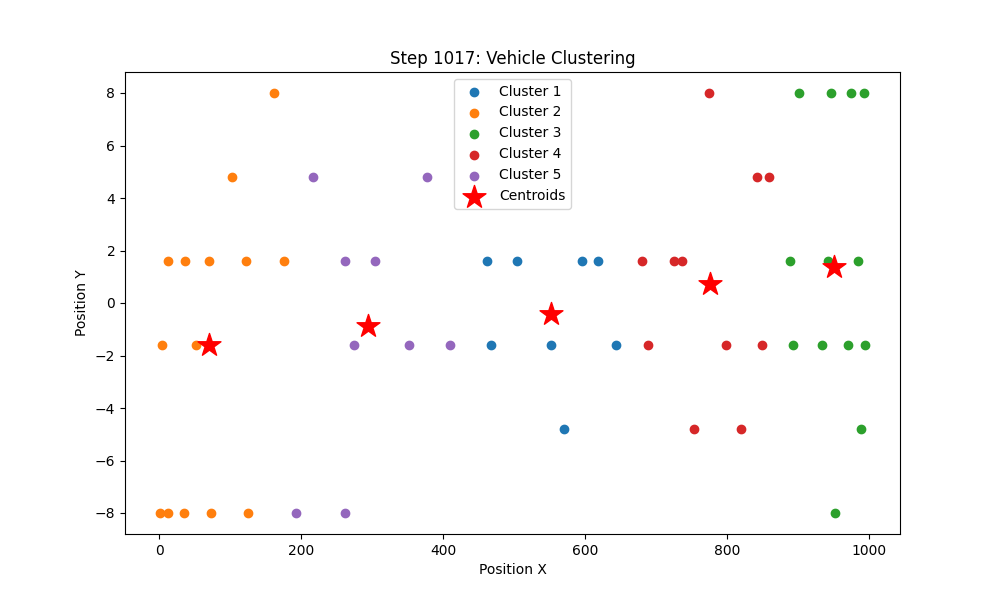 Step 1017: Vehicle Clustering
Cluster 1
Cluster 2
Cluster 3
Cluster 4
Cluster 5
Centroids
8
6
4
2
0
−2
−4
−6
−8
Position Y
0
200
400
600
800
1000
Position X